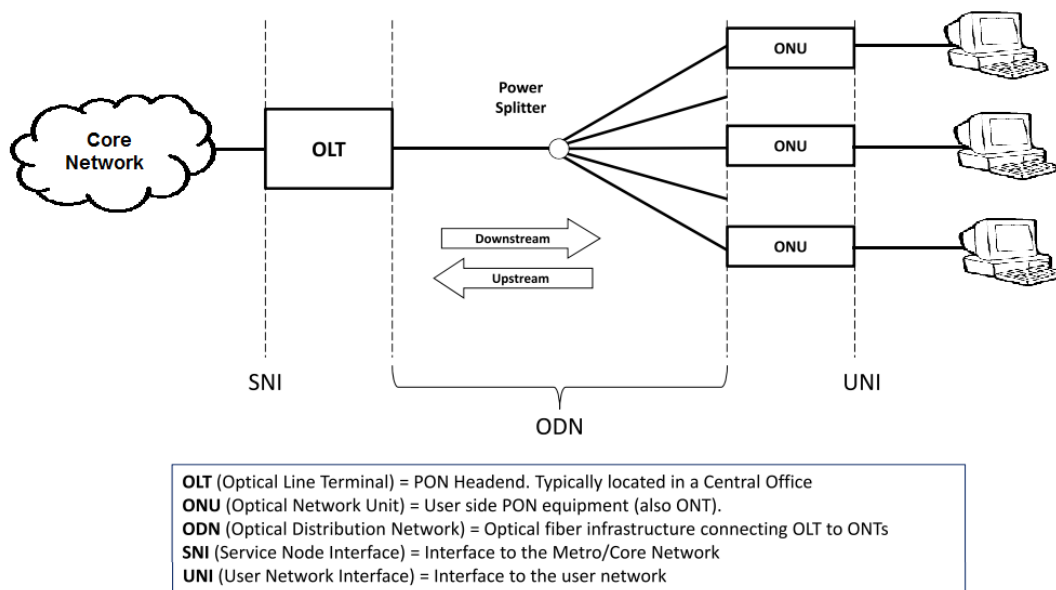 ONU
Power
Splitter
Core
Network
OLT
ONU
Downstream
ONU
Upstream
SNI
UNI
ODN
OLT (Optical Line Terminal) = PON Headend. Typically located in a Central Office
ONU (Optical Network Unit) = User side PON equipment (also ONT).
ODN (Optical Distribution Network) = Optical fiber infrastructure connecting OLT to ONTs
SNI (Service Node Interface) = Interface to the Metro/Core Network
UNI (User Network Interface) = Interface to the user network